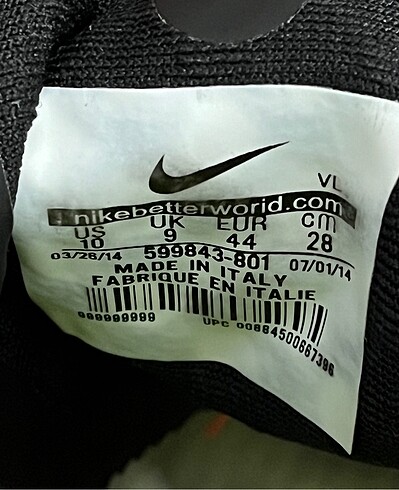 VL
nikebetterworld.com
US UK EUR cm
10 9 44 28
03/26/14 599843-801 07/01/14
MADE IN ITALY
FABRIQUE EN ITALIE
999999999
UPC 00884500667396